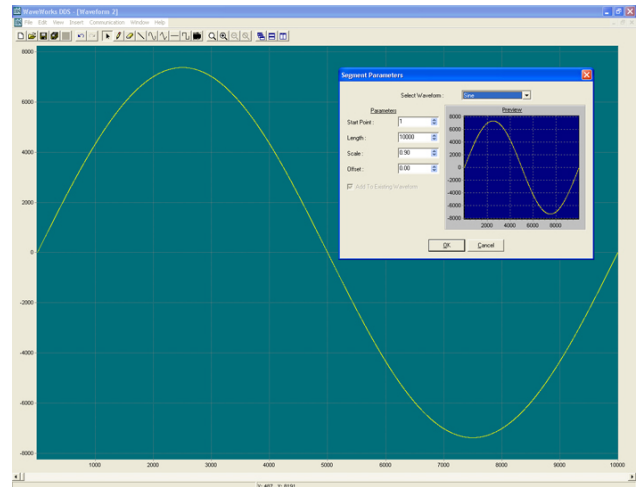 WaveWorks DDS - [Waveform 2]
File Edit View Insert Communication Window Help
8000
6000
4000
2000
0
-2000
-4000
-6000
-8000
1000 2000 3000 4000 5000 6000 7000 8000 9000 10000
Segment Parameters
Select Waveform : Sine
Parameters
Start Point : 1
Length : 10000
Scale : 0.90
Offset : 0.00
Add To Existing Waveform
Preview
8000
6000
4000
2000
0
-2000
-4000
-6000
-8000
2000 4000 6000 8000
OK Cancel